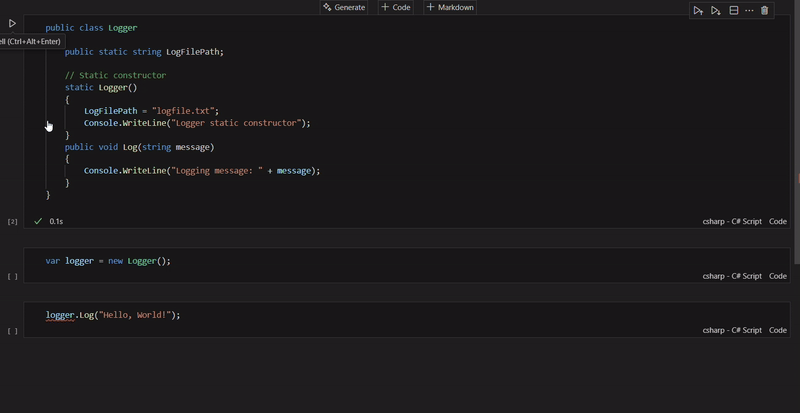 Generate + Code + Markdown
public class Logger
ell (Ctrl+Alt+Enter)
public static string LogFilePath;
// Static constructor
static Logger()
{
LogFilePath = "logfile.txt";
Console.WriteLine("Logger static constructor");
}
public void Log(string message)
{
Console.WriteLine("Logging message: " + message);
}
}
[2] ✓ 0.1s csharp - C# Script Code
var logger = new Logger();
[ ] csharp - C# Script Code
logger.Log("Hello, World!");
[ ] csharp - C# Script Code